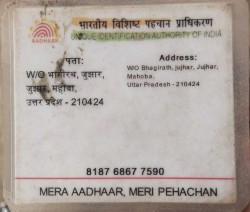 भारतीय विशिष्ट पहचान प्राधिकरण
UNIQUE IDENTIFICATION AUTHORITY OF INDIA
AADHAAR
पता:
W/O भागीरथ, जुझार,
जुझार, महोबा,
उत्तर प्रदेश - 210424
Address:
W/O Bhagirath, jujhar, Jujhar,
Mahoba,
Uttar Pradesh - 210424
8187 6867 7590
MERA AADHAAR, MERI PEHACHAN